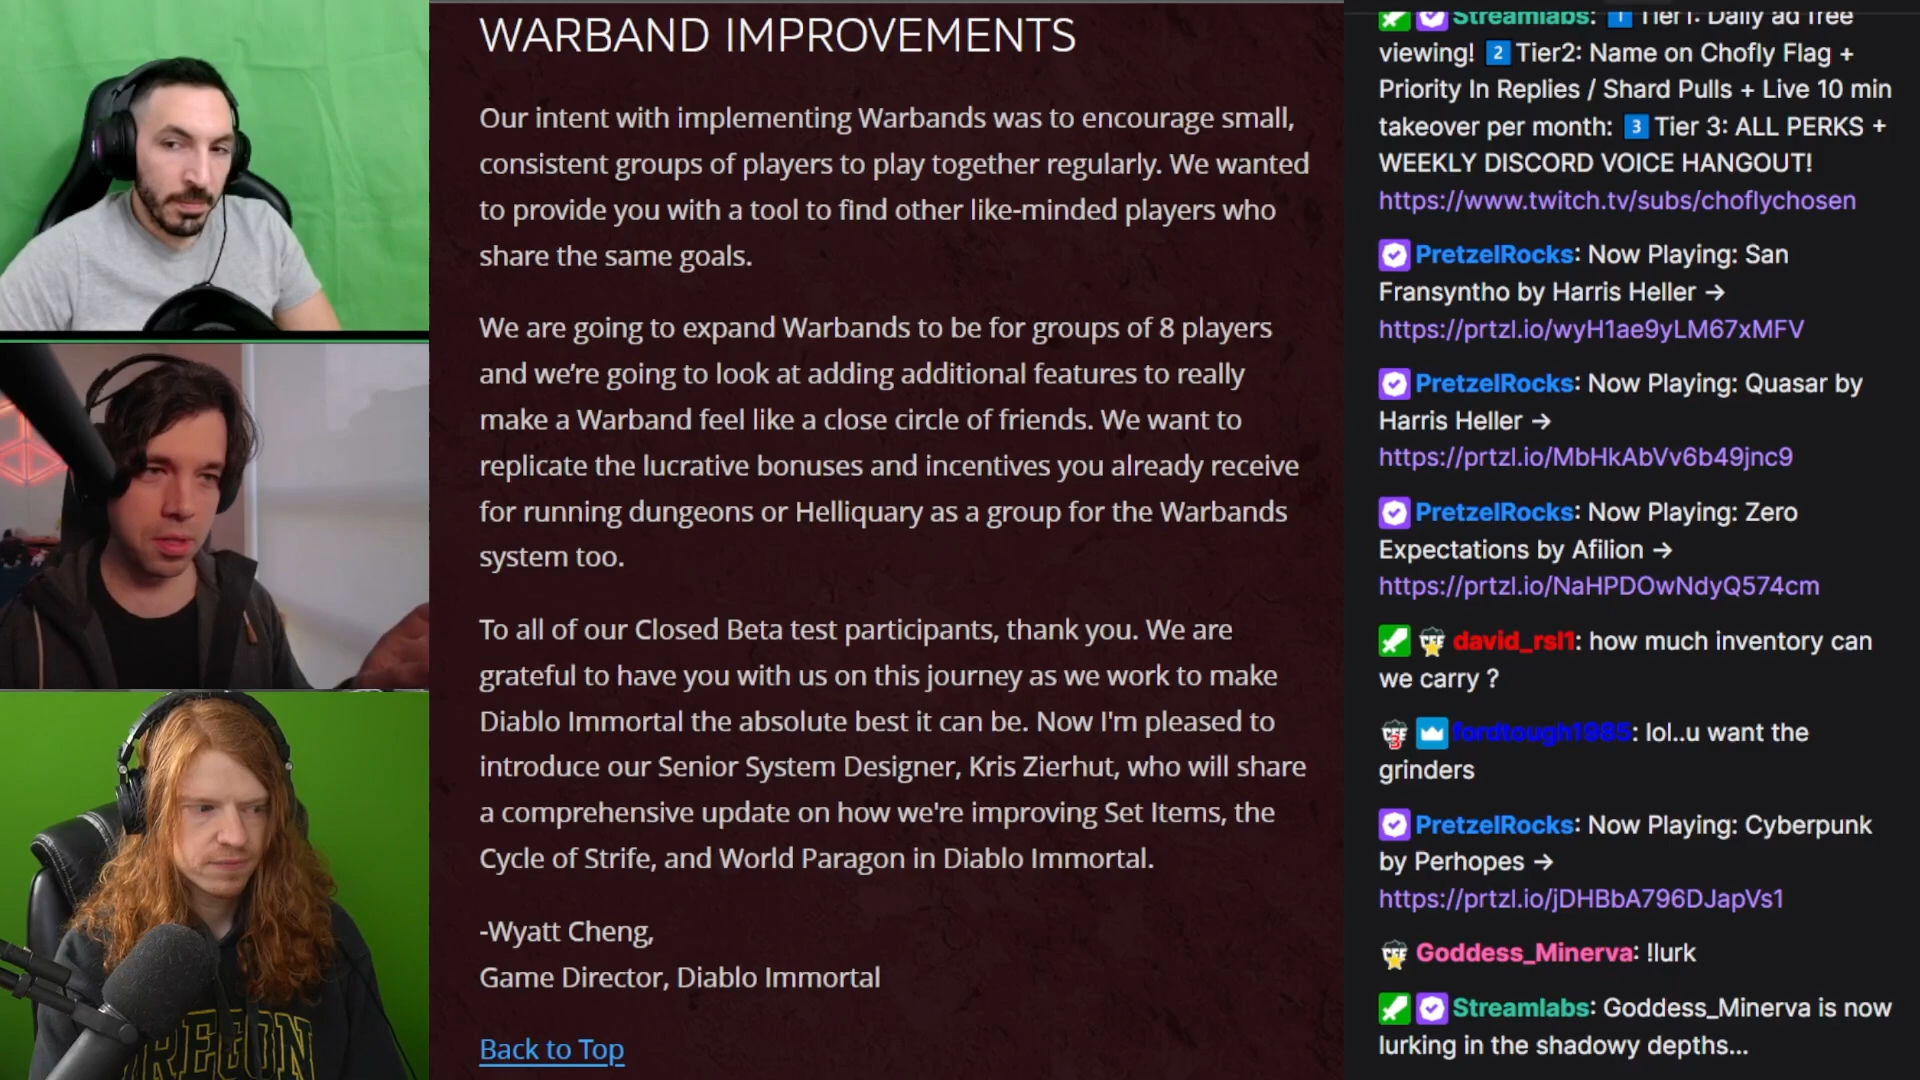 WARBAND IMPROVEMENTS
Our intent with implementing Warbands was to encourage small,
consistent groups of players to play together regularly. We wanted
to provide you with a tool to find other like-minded players who
share the same goals.
We are going to expand Warbands to be for groups of 8 players
and we're going to look at adding additional features to really
make a Warband feel like a close circle of friends. We want to
replicate the lucrative bonuses and incentives you already receive
for running dungeons or Helliquary as a group for the Warbands
system too.
To all of our Closed Beta test participants, thank you. We are
grateful to have you with us on this journey as we work to make
Diablo Immortal the absolute best it can be. Now I'm pleased to
introduce our Senior System Designer, Kris Zierhut, who will share
a comprehensive update on how we're improving Set Items, the
Cycle of Strife, and World Paragon in Diablo Immortal.
-Wyatt Cheng,
Game Director, Diablo Immortal
Back to Top
Streamlabs: 1 Tier1: Daily ad free
viewing! 2 Tier2: Name on Chofly Flag +
Priority In Replies / Shard Pulls + Live 10 min
takeover per month: 3 Tier 3: ALL PERKS +
WEEKLY DISCORD VOICE HANGOUT!
https://www.twitch.tv/subs/choflychosen
PretzelRocks: Now Playing: San
Fransyntho by Harris Heller →
https://prtzl.io/wyH1ae9yLM67xMFV
PretzelRocks: Now Playing: Quasar by
Harris Heller →
https://prtzl.io/MbHkAbVv6b49jnc9
PretzelRocks: Now Playing: Zero
Expectations by Afilion →
https://prtzl.io/NaHPDOwNdyQ574cm
david_rsl1: how much inventory can
we carry ?
fordtough1985: lol..u want the
grinders
PretzelRocks: Now Playing: Cyberpunk
by Perhopes →
https://prtzl.io/jDHBbA796DJapVs1
Goddess_Minerva: !lurk
Streamlabs: Goddess_Minerva is now
lurking in the shadowy depths...
OREGON